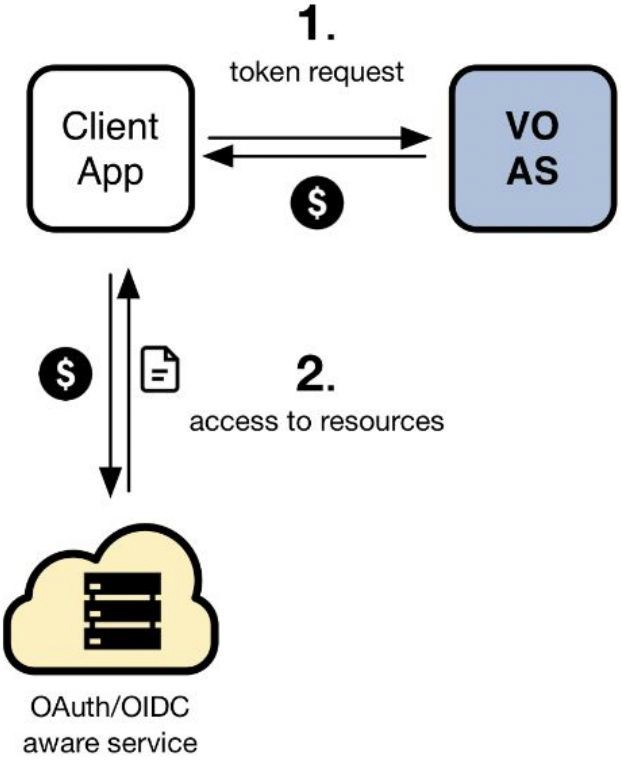 1.
token request
Client
App
VO
AS
$
$
2.
access to resources
OAuth/OIDC
aware service